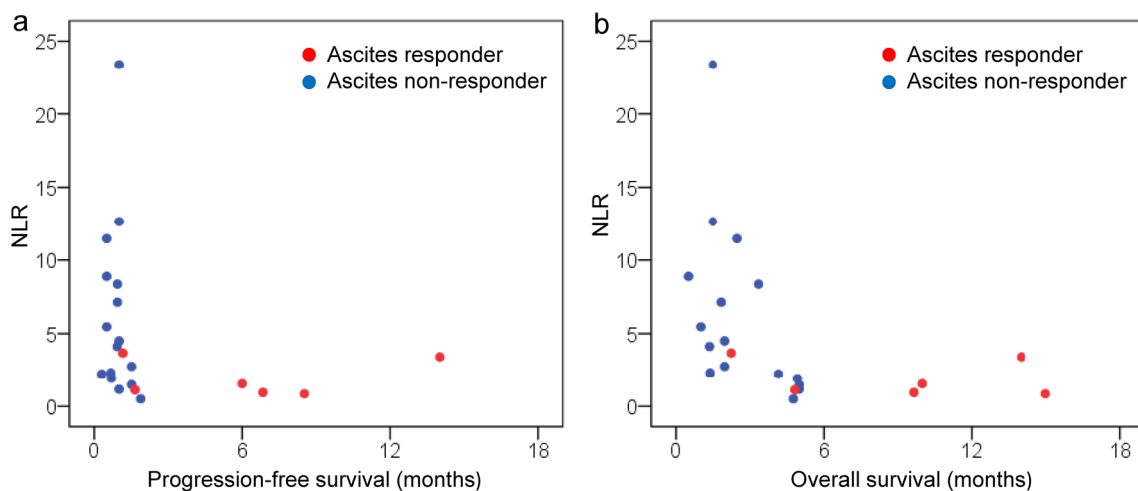 a
25
20
15
10
5
0
NLR
Ascites responder
Ascites non-responder
0 6 12 18
Progression-free survival (months)
b
25
20
15
10
5
0
NLR
Ascites responder
Ascites non-responder
0 6 12 18
Overall survival (months)